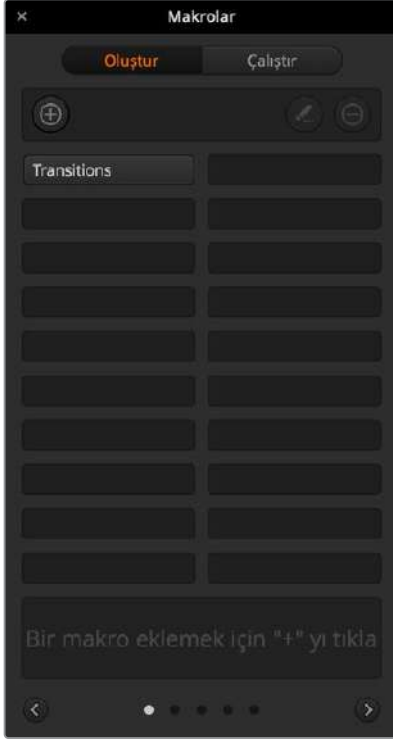 Makrolar
Oluştur Çalıştır
Transitions
Bir makro eklemek için "+" yı tıkla